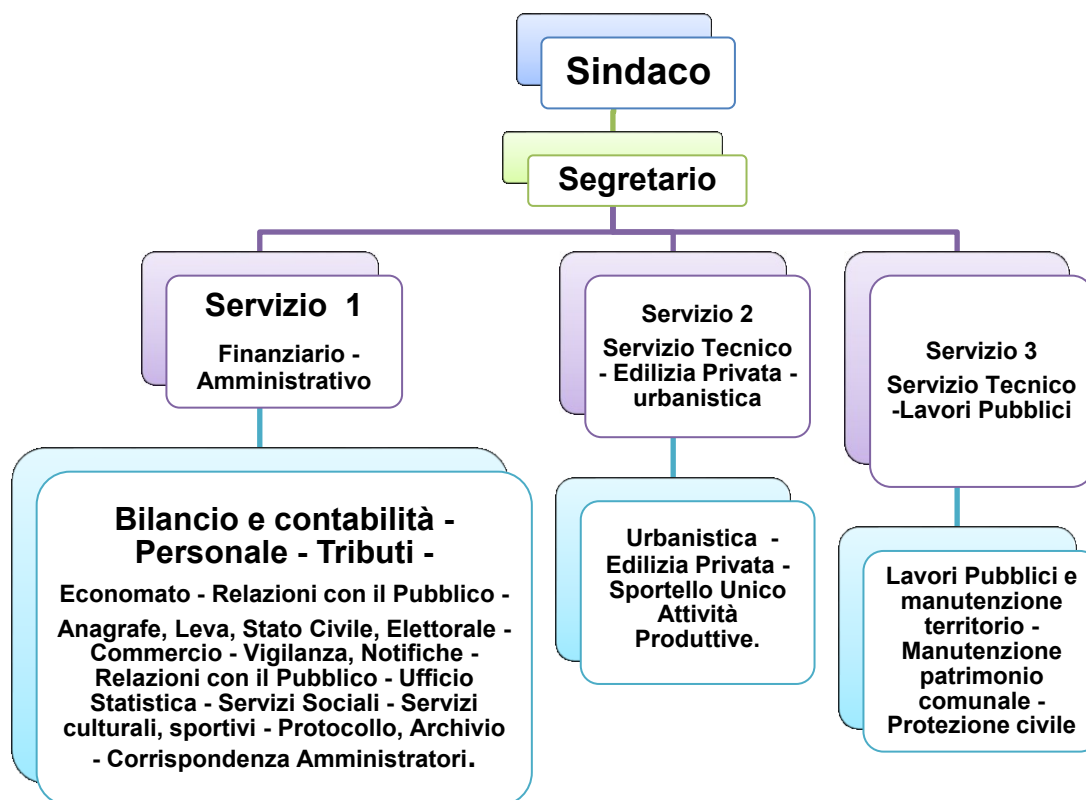 Sindaco
Segretario
Servizio 1
Finanziario -
Amministrativo
Servizio 2
Servizio Tecnico
- Edilizia Privata -
urbanistica
Servizio 3
Servizio Tecnico
-Lavori Pubblici
Bilancio e contabilità -
Personale - Tributi -
Economato - Relazioni con il Pubblico -
Anagrafe, Leva, Stato Civile, Elettorale -
Commercio - Vigilanza, Notifiche -
Relazioni con il Pubblico - Ufficio
Statistica - Servizi Sociali - Servizi
culturali, sportivi - Protocollo, Archivio
- Corrispondenza Amministratori.
Urbanistica -
Edilizia Privata -
Sportello Unico
Attività
Produttive.
Lavori Pubblici e
manutenzione
territorio -
Manutenzione
patrimonio
comunale -
Protezione civile